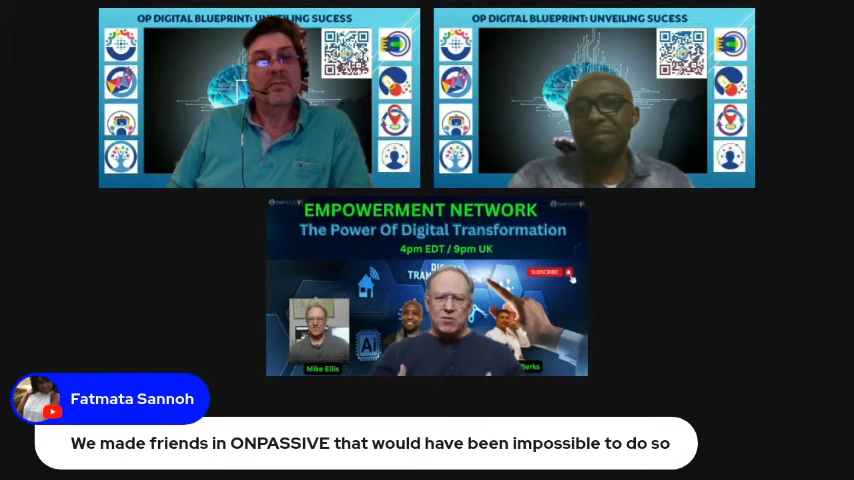 OP DIGITAL BLUEPRINT: UNVEILING SUCESS
OP DIGITAL BLUEPRINT: UNVEILING SUCESS
EMPOWERMENT NETWORK
The Power Of Digital Transformation
4pm EDT / 9pm UK
SUBSCRIBE
Ai
Mike Ellis
Berks
Fatmata Sannoh
We made friends in ONPASSIVE that would have been impossible to do so